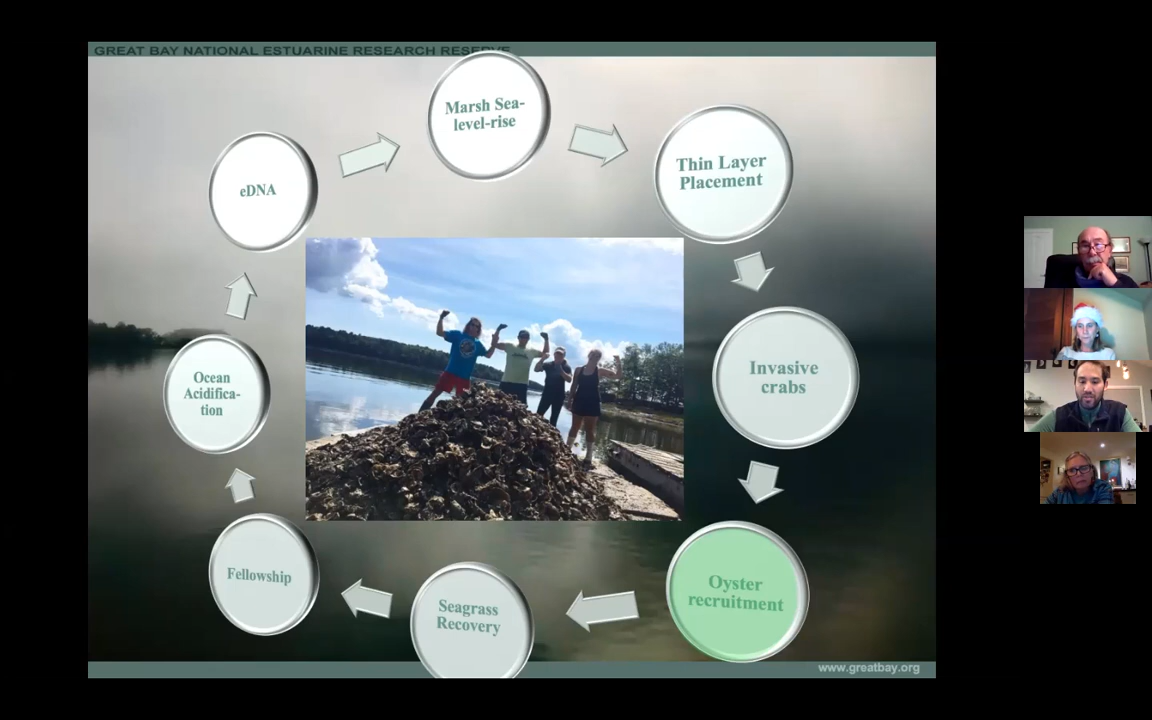 GREAT BAY NATIONAL ESTUARINE RESEARCH RESERVE
Marsh Sea-
level-rise
Thin Layer
Placement
eDNA
Invasive
crabs
Ocean
Acidifica-
tion
Oyster
recruitment
Fellowship
Seagrass
Recovery
www.greatbay.org